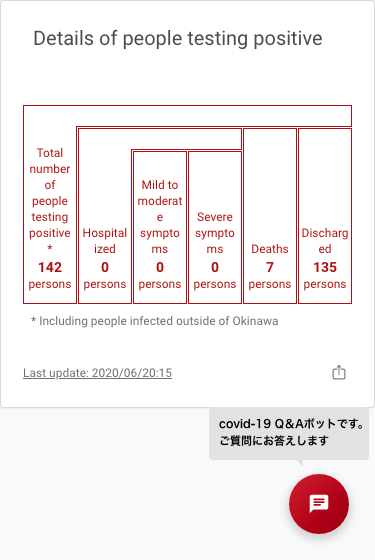 Details of people testing positive
Total
number
of
people
testing
positive
*
142
persons
Hospital
ized
0
persons
Mild to
moderat
e
sympto
ms
0
persons
Severe
sympto
ms
0
persons
Deaths
7
persons
Discharg
ed
135
persons
* Including people infected outside of Okinawa
Last update: 2020/06/20:15
covid-19 Q&Aボットです。
ご質問にお答えします